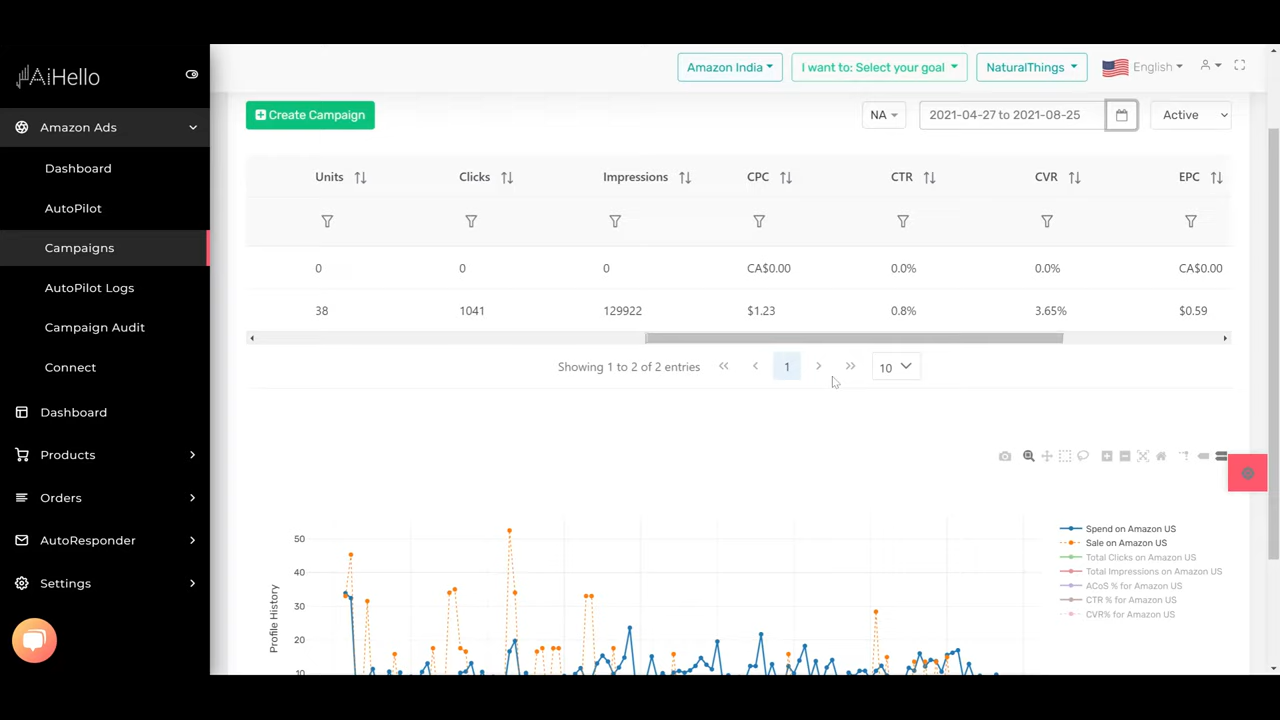 AiHello
Amazon India
I want to: Select your goal
NaturalThings
English
Amazon Ads
Dashboard
AutoPilot
Campaigns
AutoPilot Logs
Campaign Audit
Connect
Dashboard
Products
Orders
AutoResponder
Settings
Create Campaign
NA
2021-04-27 to 2021-08-25
Active
Units Clicks Impressions CPC CTR CVR EPC
0 0 0 CA$0.00 0.0% 0.0% CA$0.00
38 1041 129922 $1.23 0.8% 3.65% $0.59
Showing 1 to 2 of 2 entries 1 10
50
40
30
20
10
Profile History
Spend on Amazon US
Sale on Amazon US
Total Clicks on Amazon US
Total Impressions on Amazon US
ACoS % for Amazon US
CTR % for Amazon US
CVR% for Amazon US